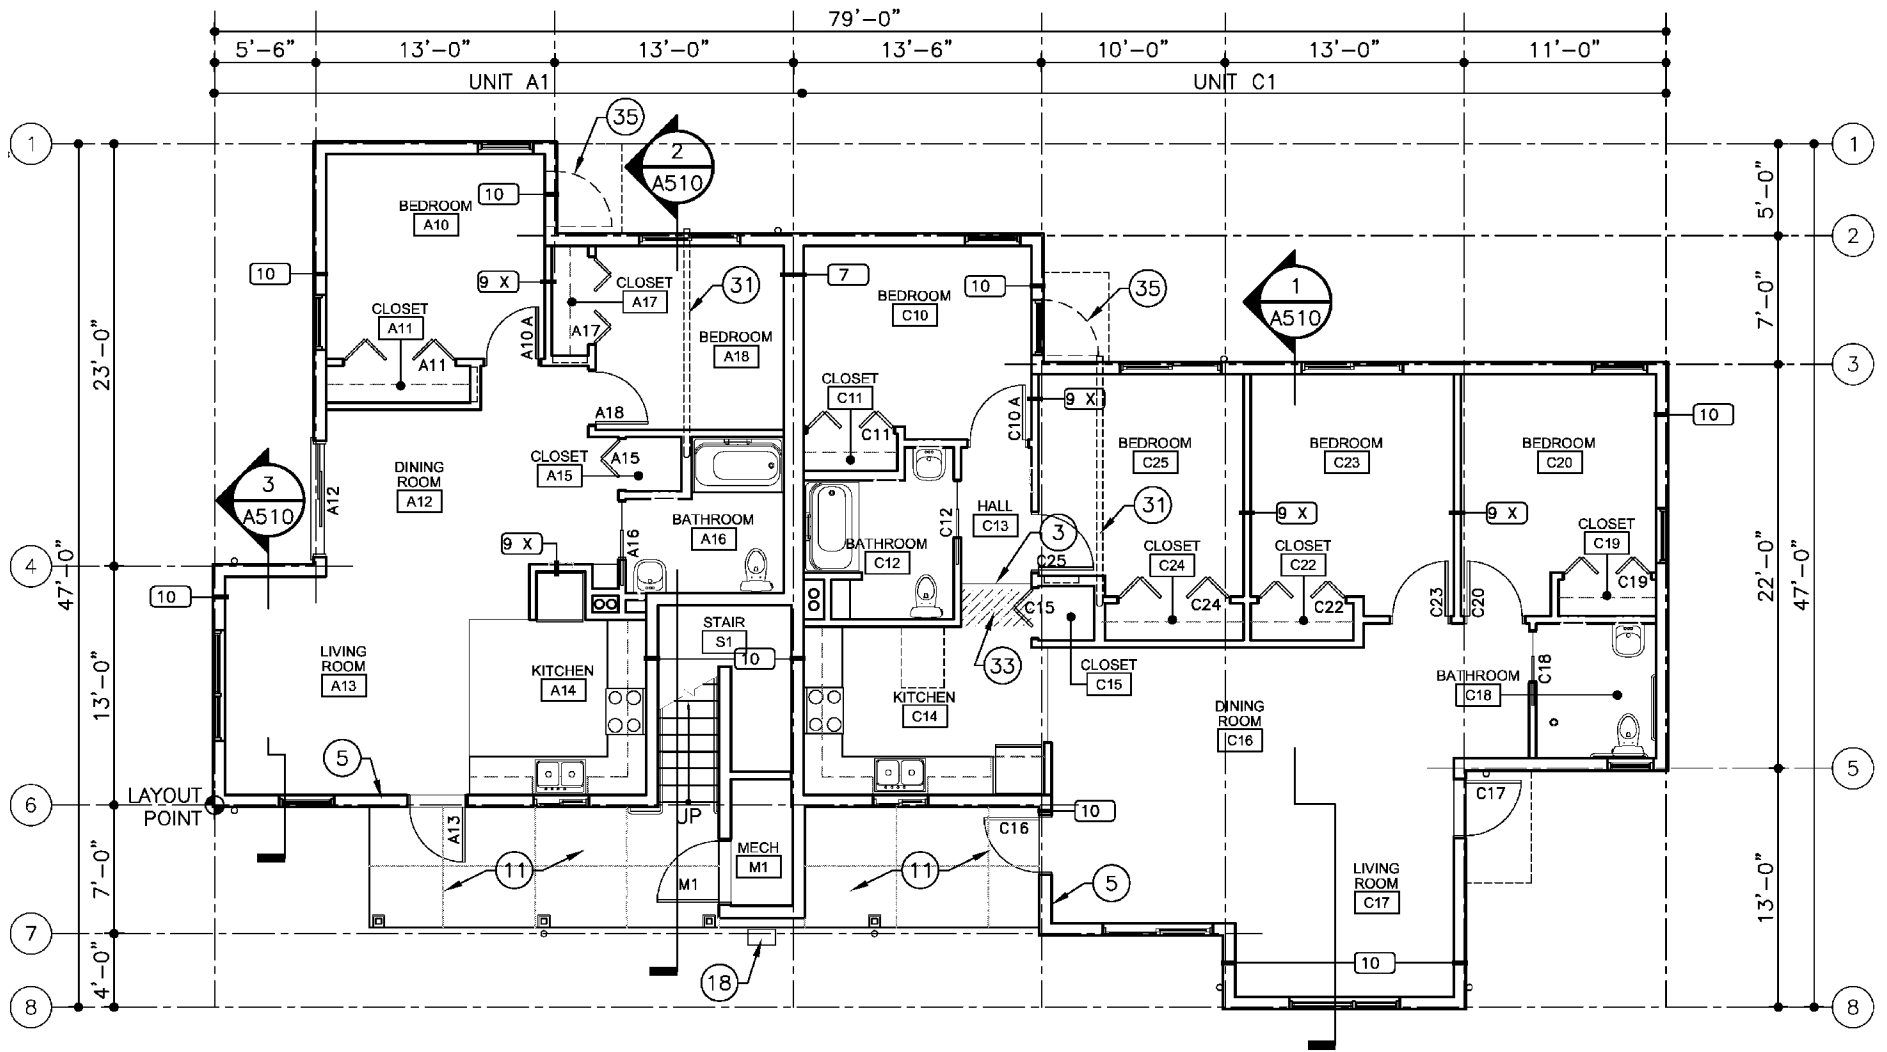 79'-0"
5'-6"
13'-0"
13'-0"
13'-6"
10'-0"
13'-0"
11'-0"
UNIT A1
UNIT C1
35
1
2
A510
1
5'-0"
10
BEDROOM
A10
2
10
9 X
CLOSET
A17
31
7
BEDROOM
C10
10
35
1
A510
7'-0"
CLOSET
A11
A11
A10 A
A17
BEDROOM
A18
23'-0"
3
CLOSET
C11
C11
C10 A
9 X
10
A18
DINING
ROOM
A12
CLOSET
A15
A15
BEDROOM
C25
BEDROOM
C23
BEDROOM
C20
3
A510
A12
BATHROOM
A16
A16
9 X
HALL
C13
C12
BATHROOM
C12
3
31
9 X
9 X
CLOSET
C19
C19
4
47'-0"
10
C25
CLOSET
C24
C24
CLOSET
C22
C22
C23
C20
22'-0"
47'-0"
C15
STAIR
S1
10
33
CLOSET
C15
LIVING
ROOM
A13
KITCHEN
A14
KITCHEN
C14
13'-0"
DINING
ROOM
C16
BATHROOM
C18
C18
5
5
6
LAYOUT
POINT
UP
10
C17
A13
C16
MECH
M1
M1
11
11
5
LIVING
ROOM
C17
7'-0"
13'-0"
7
18
10
4'-0"
8
8